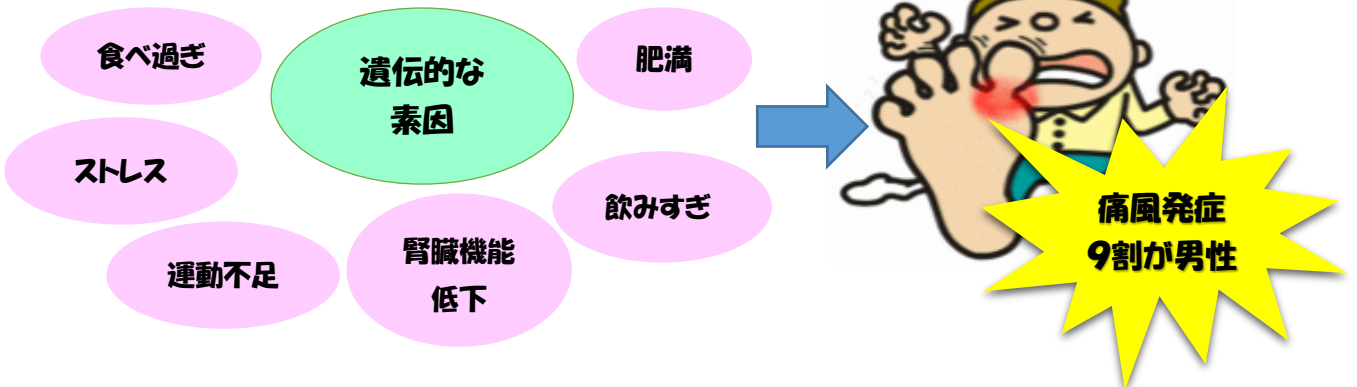 食べ過ぎ
遺伝的な
素因
肥満
ストレス
飲みすぎ
運動不足
腎臓機能
低下
痛風発症
9割が男性